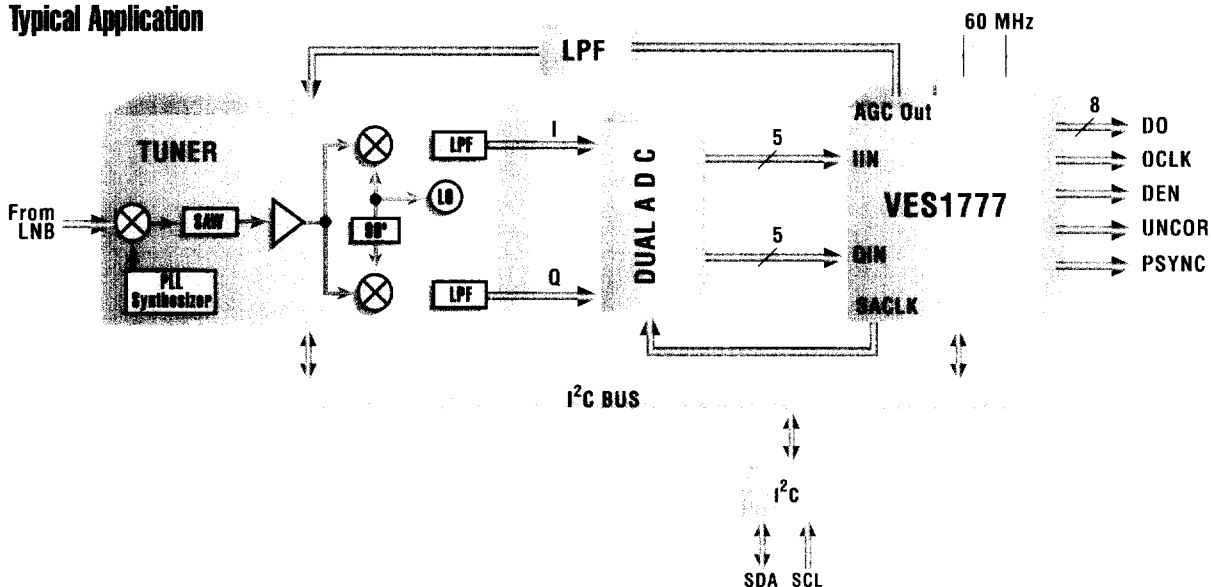 Typical Application
60 MHz
LPF
AGC Out
8
DO
TUNER
LPF
I
5
IIN
OCLK
LO
DEN
From
LNB
SAW
90°
DUAL ADC
VES1777
5
UNCOR
PLL
Synthesizer
LPF
Q
QIN
PSYNC
SACLK
I²C BUS
I²C
SDA SCL